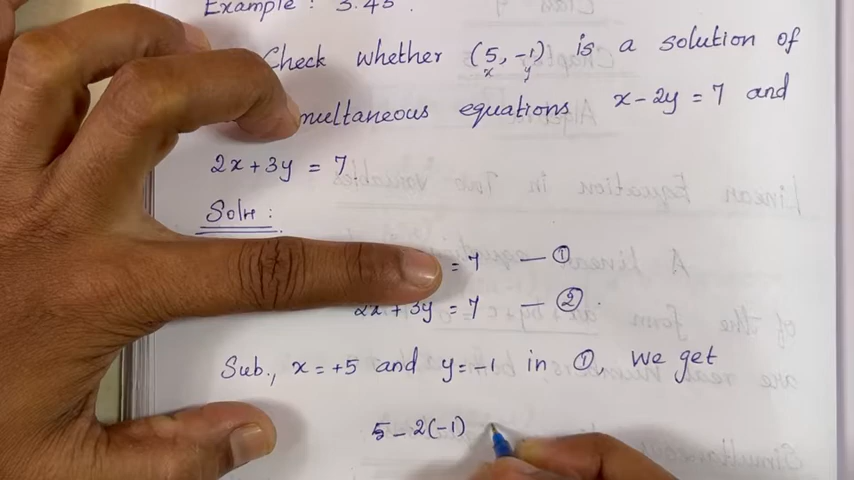 Example : 3.45.
Check whether (5, -1) is a solution of
x y
simultaneous equations x - 2y = 7 and
2x + 3y = 7.
Soln :
= 7 — ①
2x + 3y = 7 — ②
Sub., x = +5 and y = -1 in ①, we get
5 - 2(-1)